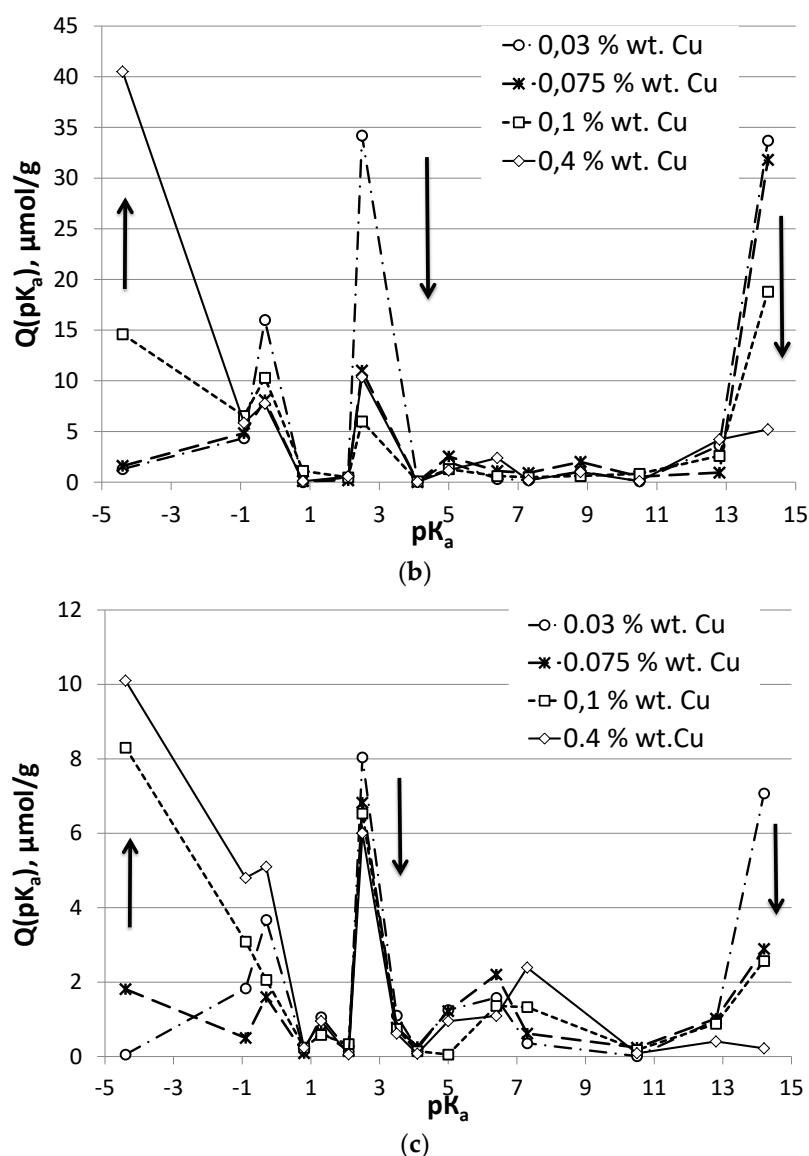 45
40
35
30
25
20
15
10
5
0
Q(pKₐ), µmol/g
0,03 % wt. Cu
0,075 % wt. Cu
0,1 % wt. Cu
0,4 % wt. Cu
-5 -3 -1 1 3 5 7 9 11 13 15
pKₐ
(b)
12
10
8
6
4
2
0
Q(pKₐ), µmol/g
0.03 % wt. Cu
0.075 % wt. Cu
0,1 % wt. Cu
0.4 % wt.Cu
-5 -3 -1 1 3 5 7 9 11 13 15
pKₐ
(c)